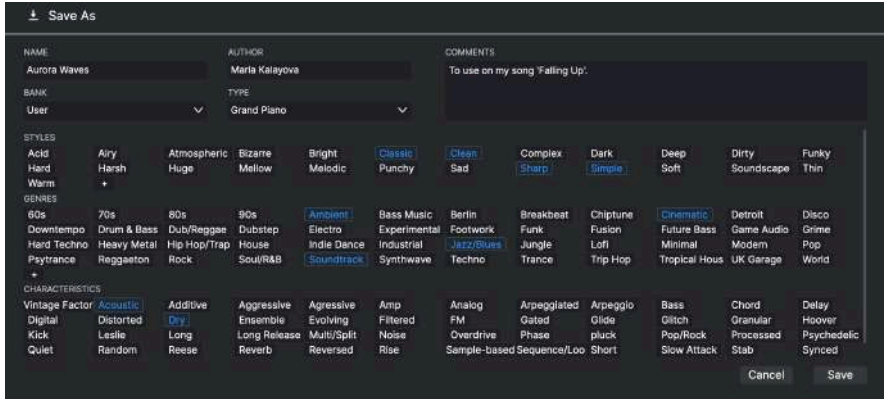 Save As
NAME AUTHOR COMMENTS
Aurora Waves Maria Kalayova To use on my song 'Falling Up'.
BANK TYPE
User Grand Piano
STYLES
Acid Airy Atmospheric Bizarre Bright Classic Clean Complex Dark Deep Dirty Funky
Hard Harsh Huge Mellow Melodic Punchy Sad Sharp Simple Soft Soundscape Thin
Warm +
GENRES
60s 70s 80s 90s Ambient Bass Music Berlin Breakbeat Chiptune Cinematic Detroit Disco
Downtempo Drum & Bass Dub/Reggae Dubstep Electro Experimental Footwork Funk Fusion Future Bass Game Audio Grime
Hard Techno Heavy Metal Hip Hop/Trap House Indie Dance Industrial Jazz/Blues Jungle Lofi Minimal Modern Pop
Psytrance Reggaeton Rock Soul/R&B Soundtrack Synthwave Techno Trance Trip Hop Tropical Hous UK Garage World
+
CHARACTERISTICS
Vintage Factor Acoustic Additive Aggressive Agressive Amp Analog Arpeggiated Arpeggio Bass Chord Delay
Digital Distorted Dry Ensemble Evolving Filtered FM Gated Glide Glitch Granular Hoover
Kick Leslie Long Long Release Multi/Split Noise Overdrive Phase pluck Pop/Rock Processed Psychedelic
Quiet Random Reese Reverb Reversed Rise Sample-based Sequence/Loo Short Slow Attack Stab Synced
Cancel Save